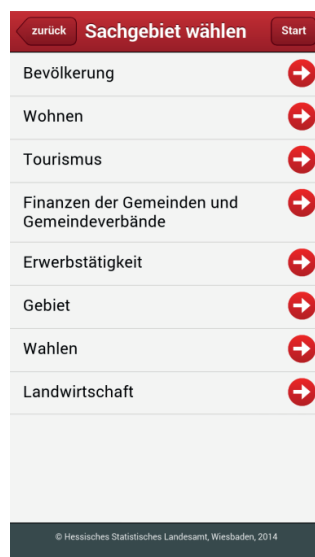 zurück Sachgebiet wählen Start
Bevölkerung
Wohnen
Tourismus
Finanzen der Gemeinden und
Gemeindeverbände
Erwerbstätigkeit
Gebiet
Wahlen
Landwirtschaft
© Hessisches Statistisches Landesamt, Wiesbaden, 2014